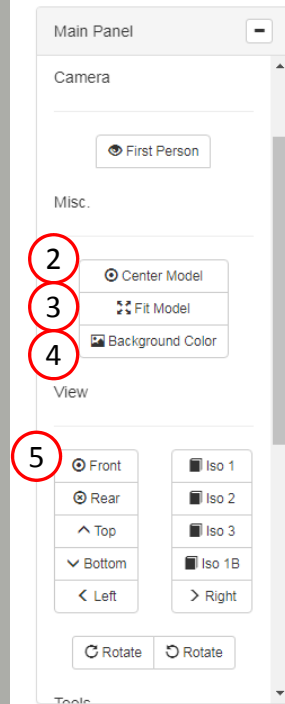 Main Panel
Camera
First Person
Misc.
2
Center Model
3
Fit Model
4
Background Color
View
5
Front
Iso 1
Rear
Iso 2
Top
Iso 3
Bottom
Iso 1B
Left
Right
Rotate
Rotate
Tools